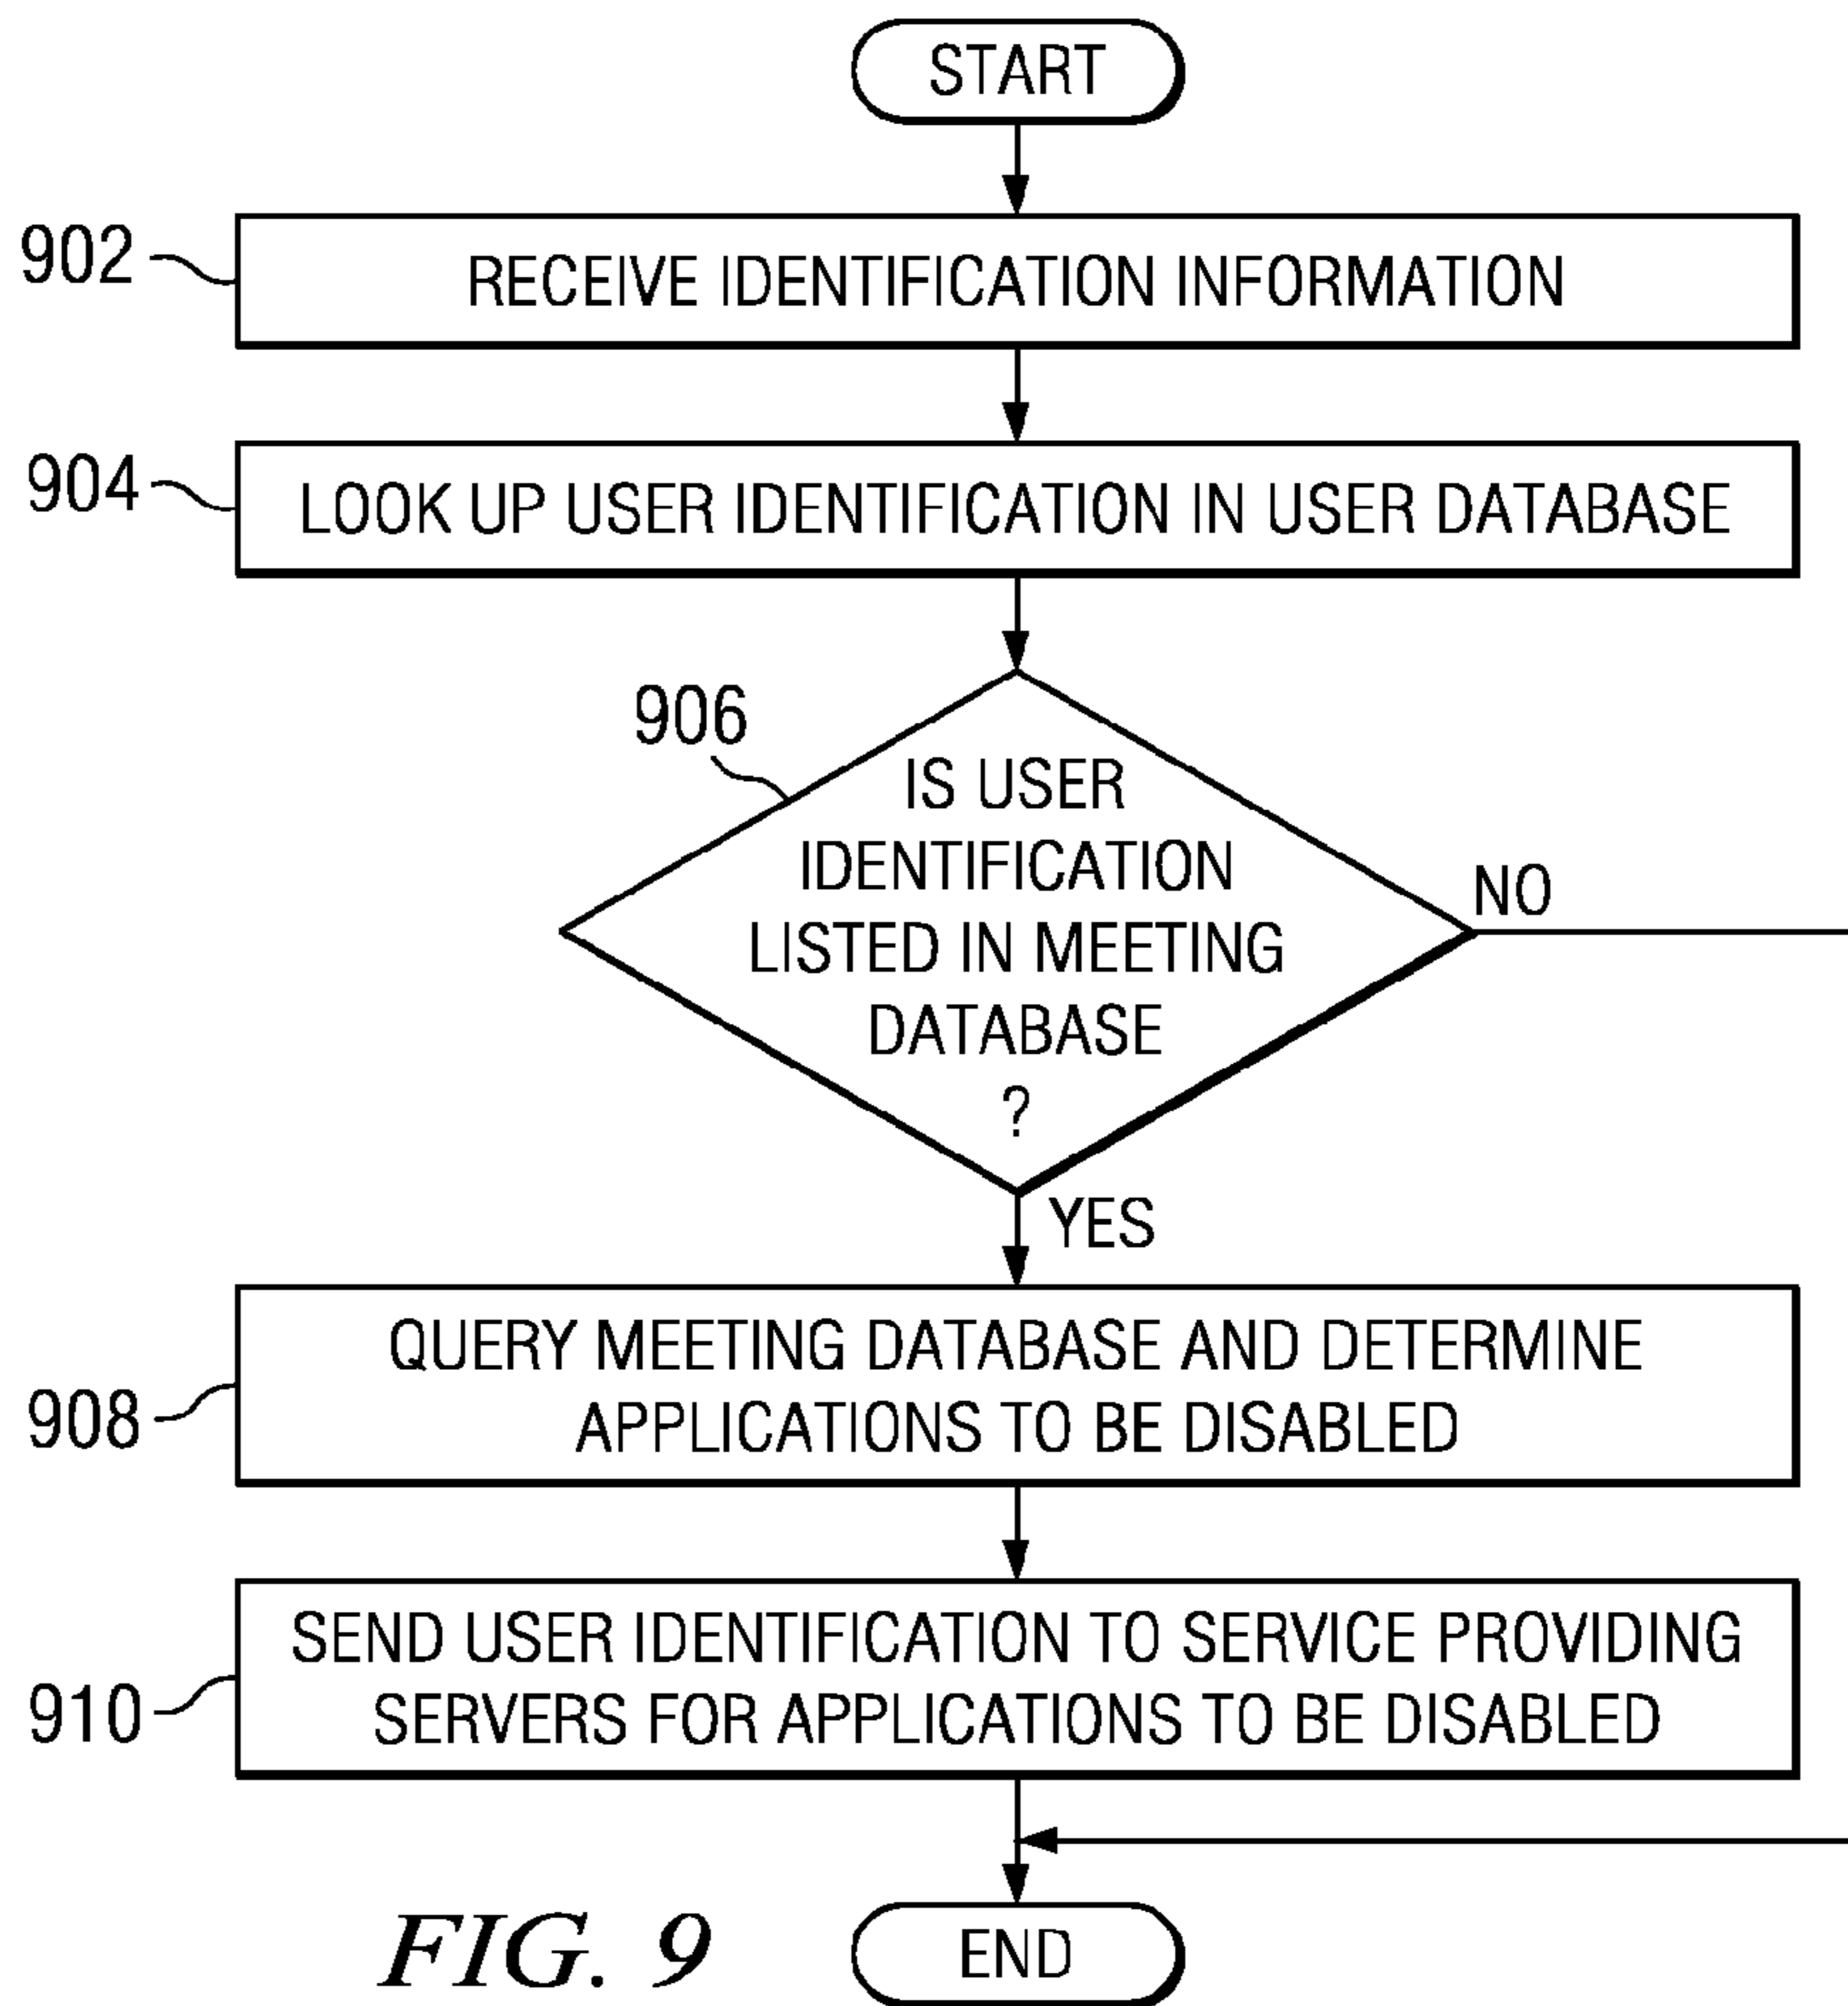 START
902
RECEIVE IDENTIFICATION INFORMATION
904
LOOK UP USER IDENTIFICATION IN USER DATABASE
906
IS USER
IDENTIFICATION
LISTED IN MEETING
DATABASE
?
NO
YES
908
QUERY MEETING DATABASE AND DETERMINE
APPLICATIONS TO BE DISABLED
910
SEND USER IDENTIFICATION TO SERVICE PROVIDING
SERVERS FOR APPLICATIONS TO BE DISABLED
FIG. 9
END